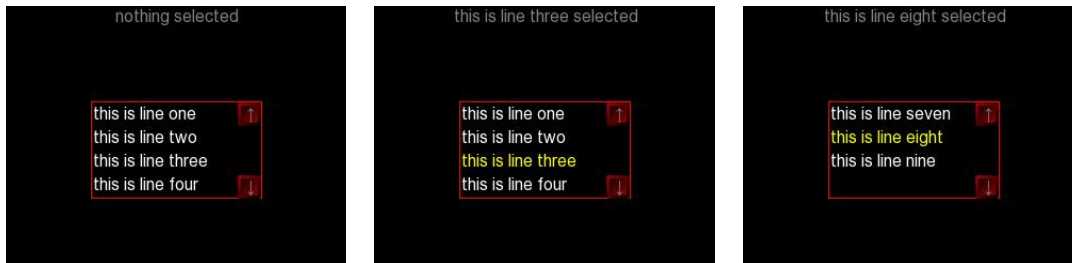 nothing selected
this is line one
this is line two
this is line three
this is line four
this is line three selected
this is line one
this is line two
this is line three
this is line four
this is line eight selected
this is line seven
this is line eight
this is line nine